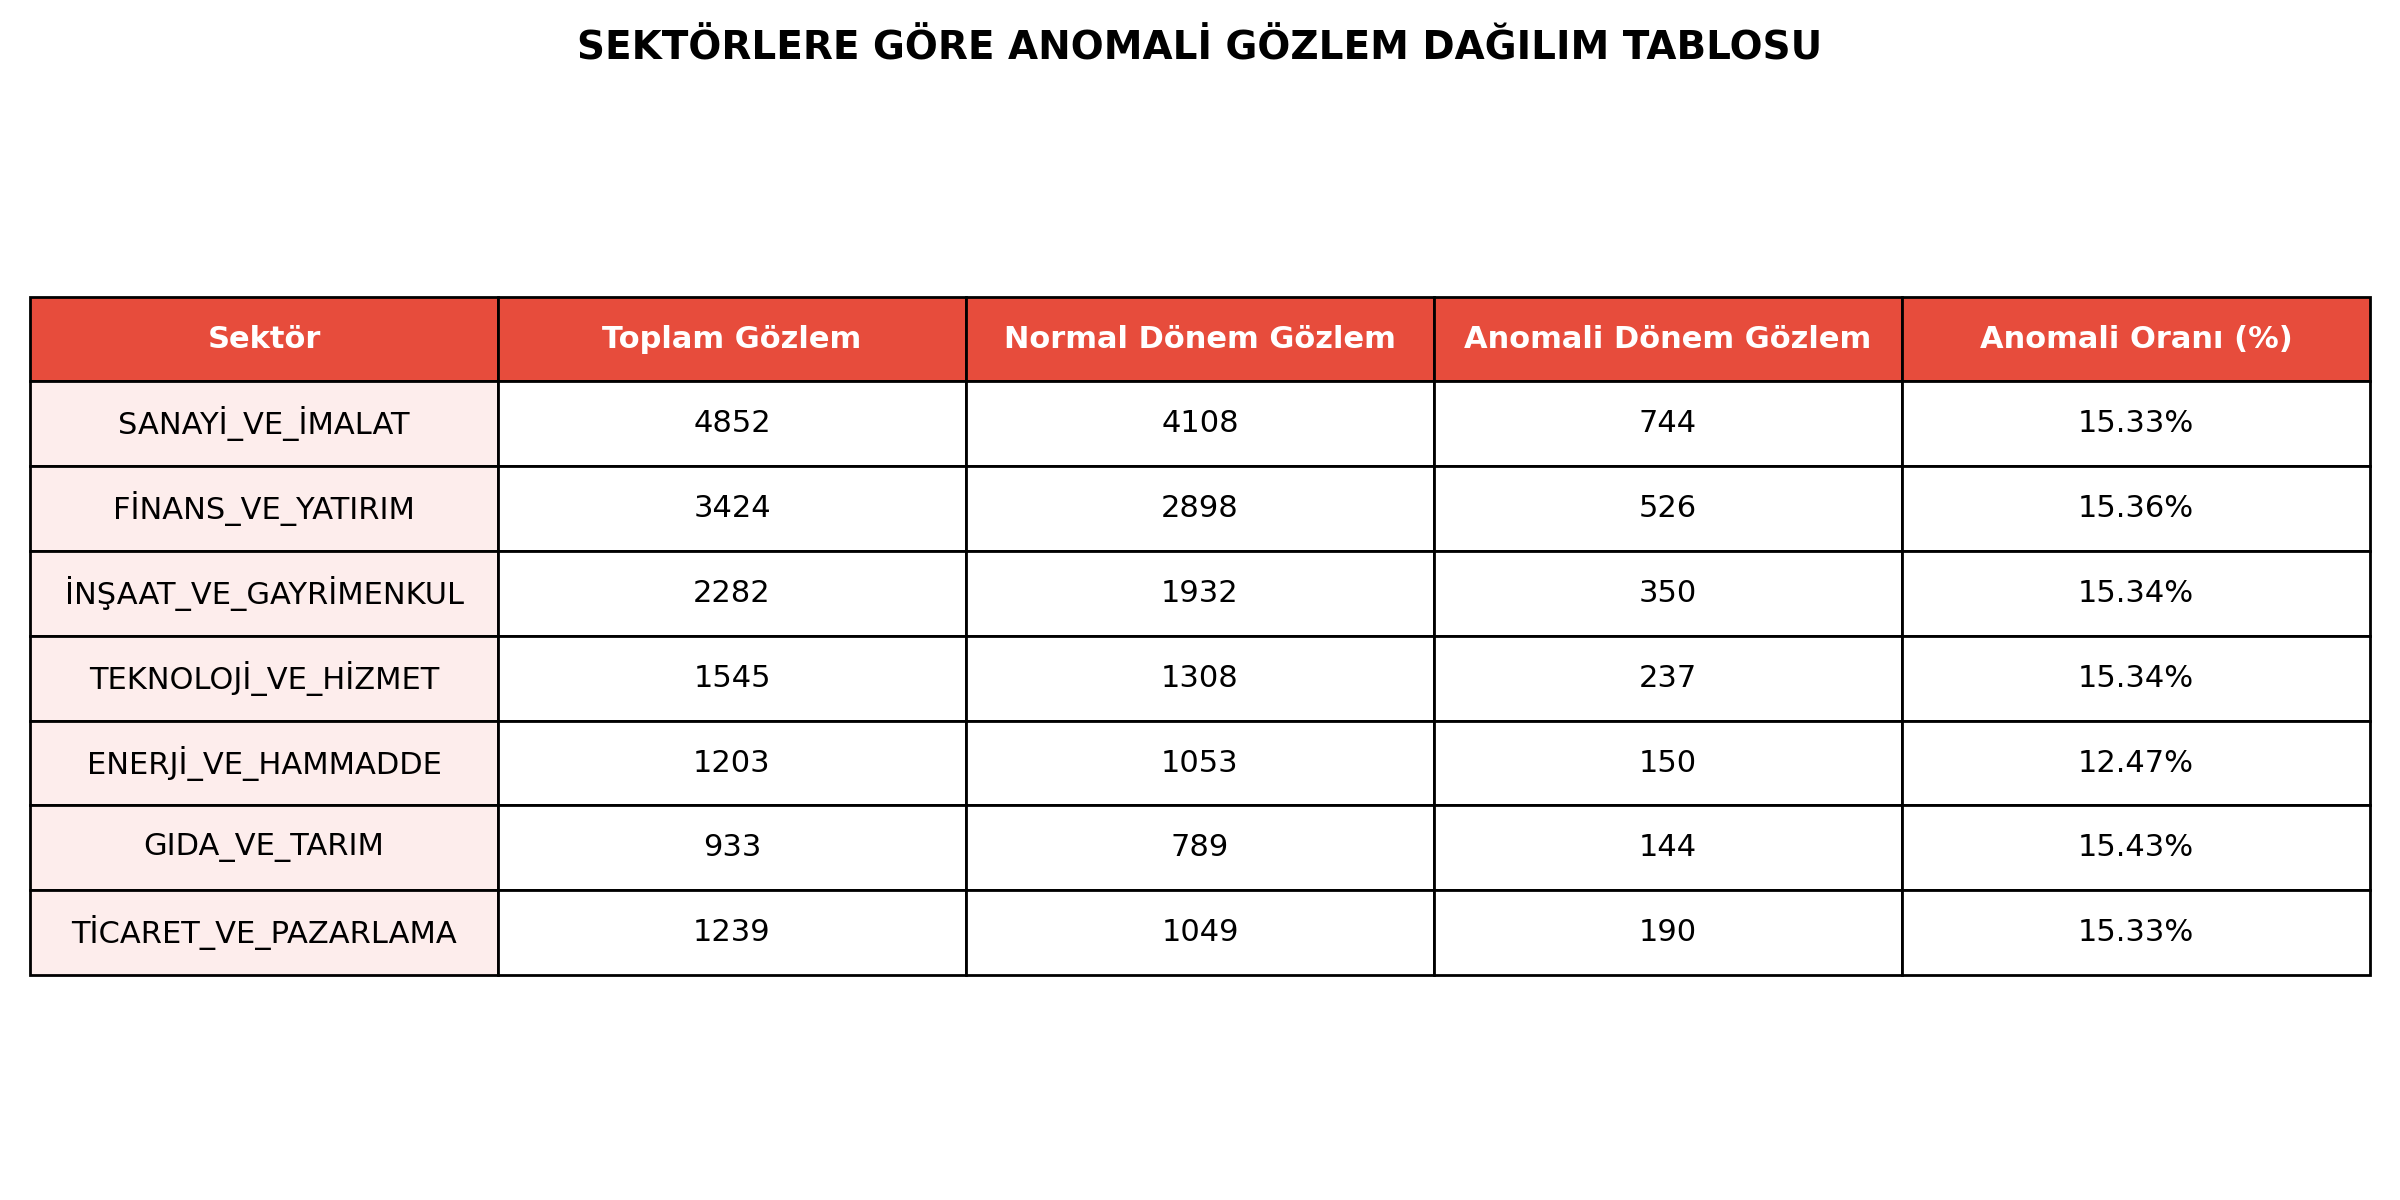 SEKTÖRLERE GÖRE ANOMALİ GÖZLEM DAĞILIM TABLOSU
Sektör Toplam Gözlem Normal Dönem Gözlem Anomali Dönem Gözlem Anomali Oranı (%)
SANAYİ_VE_İMALAT 4852 4108 744 15.33%
FİNANS_VE_YATIRIM 3424 2898 526 15.36%
İNŞAAT_VE_GAYRİMENKUL 2282 1932 350 15.34%
TEKNOLOJİ_VE_HİZMET 1545 1308 237 15.34%
ENERJİ_VE_HAMMADDE 1203 1053 150 12.47%
GIDA_VE_TARIM 933 789 144 15.43%
TİCARET_VE_PAZARLAMA 1239 1049 190 15.33%